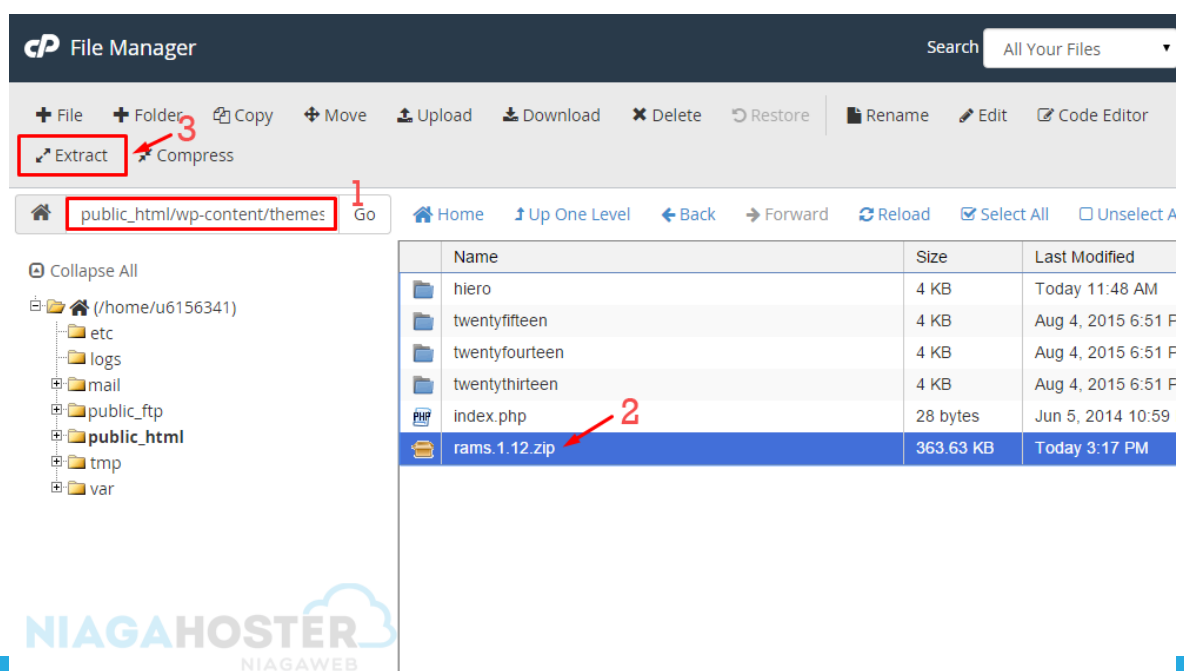 cP File Manager Search All Your Files
File Folder Copy Move Upload Download Delete Restore Rename Edit Code Editor
3
Extract Compress
1
public_html/wp-content/themes Go Home Up One Level Back Forward Reload Select All Unselect A
Collapse All
(/home/u6156341)
etc
logs
mail
public_ftp
public_html
tmp
var
Name Size Last Modified
hiero 4 KB Today 11:48 AM
twentyfifteen 4 KB Aug 4, 2015 6:51 P
twentyfourteen 4 KB Aug 4, 2015 6:51 P
twentythirteen 4 KB Aug 4, 2015 6:51 P
PHP index.php 28 bytes Jun 5, 2014 10:59
2
rams.1.12.zip 363.63 KB Today 3:17 PM
NIAGAHOSTER
NIAGAWEB